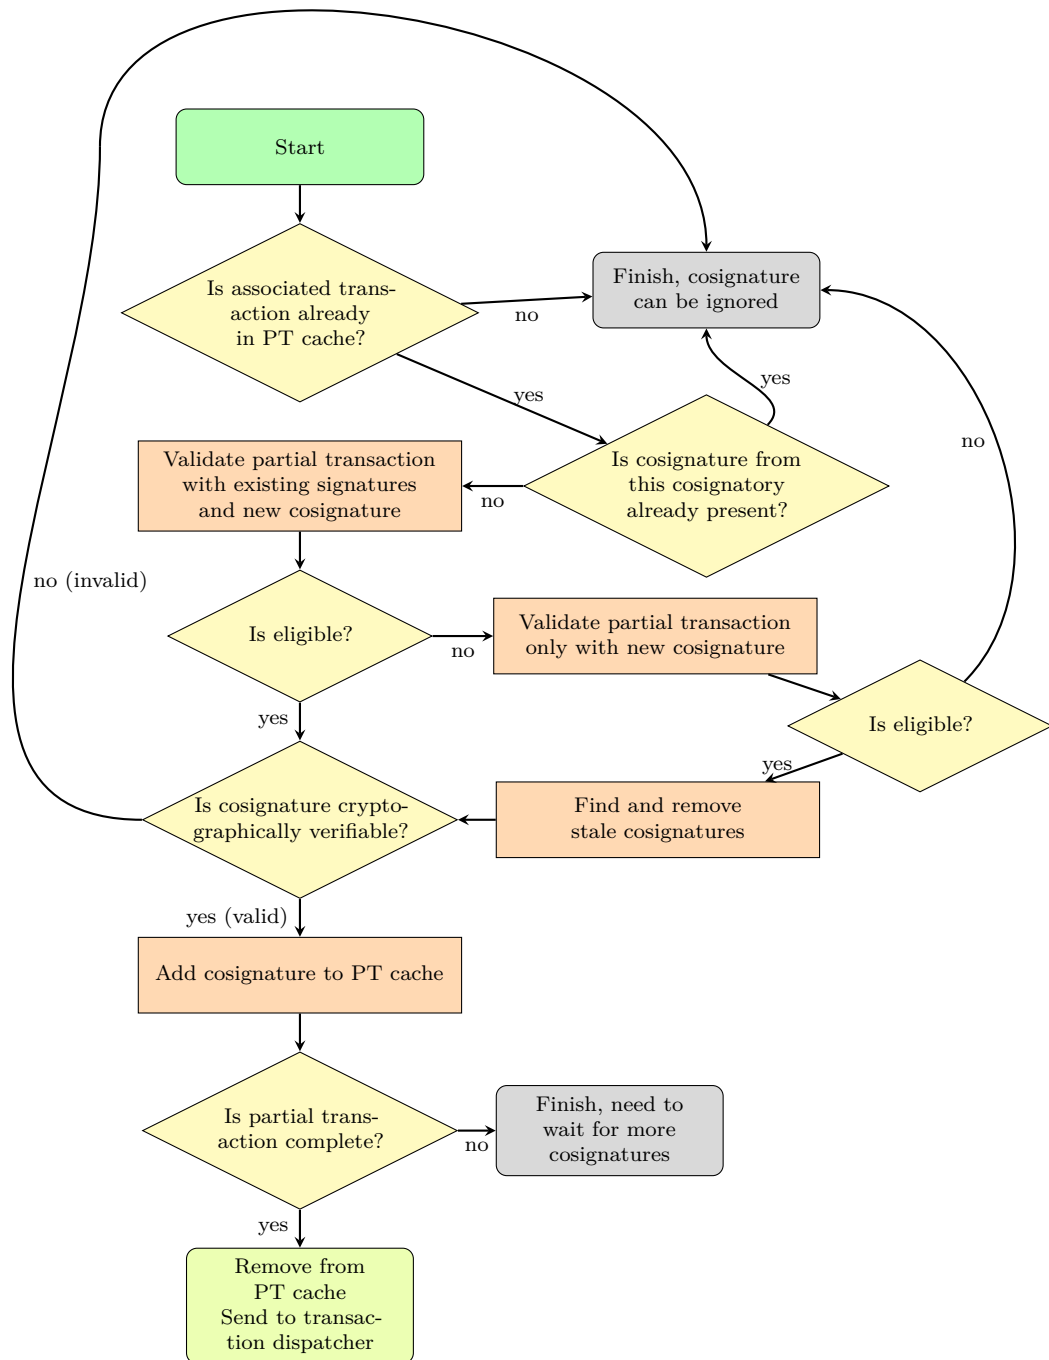 Start
Is associated trans-
action already
in PT cache?
no
Finish, cosignature
can be ignored
yes
yes
Is cosignature from
this cosignatory
already present?
no
no
Validate partial transaction
with existing signatures
and new cosignature
no (invalid)
Is eligible?
no
Validate partial transaction
only with new cosignature
Is eligible?
yes
yes
Find and remove
stale cosignatures
Is cosignature crypto-
graphically verifiable?
yes (valid)
Add cosignature to PT cache
Is partial trans-
action complete?
no
Finish, need to
wait for more
cosignatures
yes
Remove from
PT cache
Send to transac-
tion dispatcher